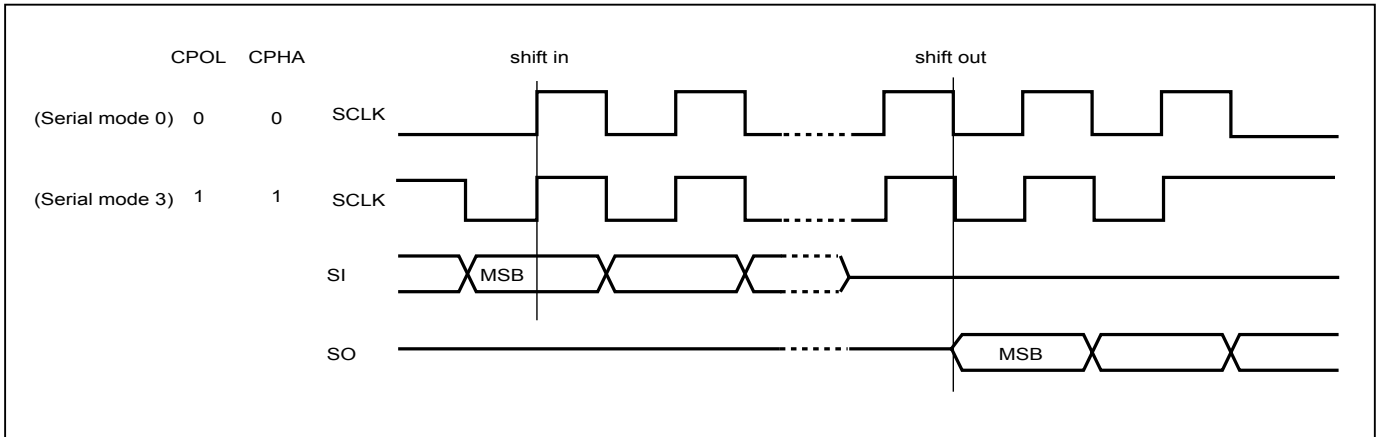 CPOL CPHA shift in shift out
(Serial mode 0) 0 0 SCLK
(Serial mode 3) 1 1 SCLK
SI MSB
SO MSB